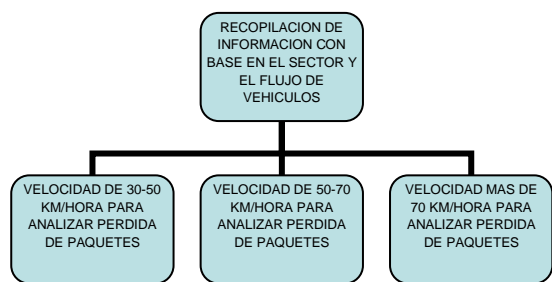 RECOPILACION DE
INFORMACION CON
BASE EN EL SECTOR Y
EL FLUJO DE
VEHICULOS
VELOCIDAD DE 30-50
KM/HORA PARA
ANALIZAR PERDIDA
DE PAQUETES
VELOCIDAD DE 50-70
KM/HORA PARA
ANALIZAR PERDIDA
DE PAQUETES
VELOCIDAD MAS DE
70 KM/HORA PARA
ANALIZAR PERDIDA
DE PAQUETES